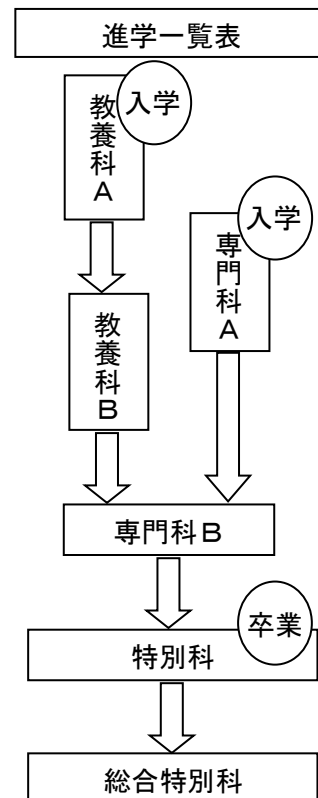 進学一覧表
入学
教養科A
入学
専門科A
教養科B
専門科B
卒業
特別科
総合特別科